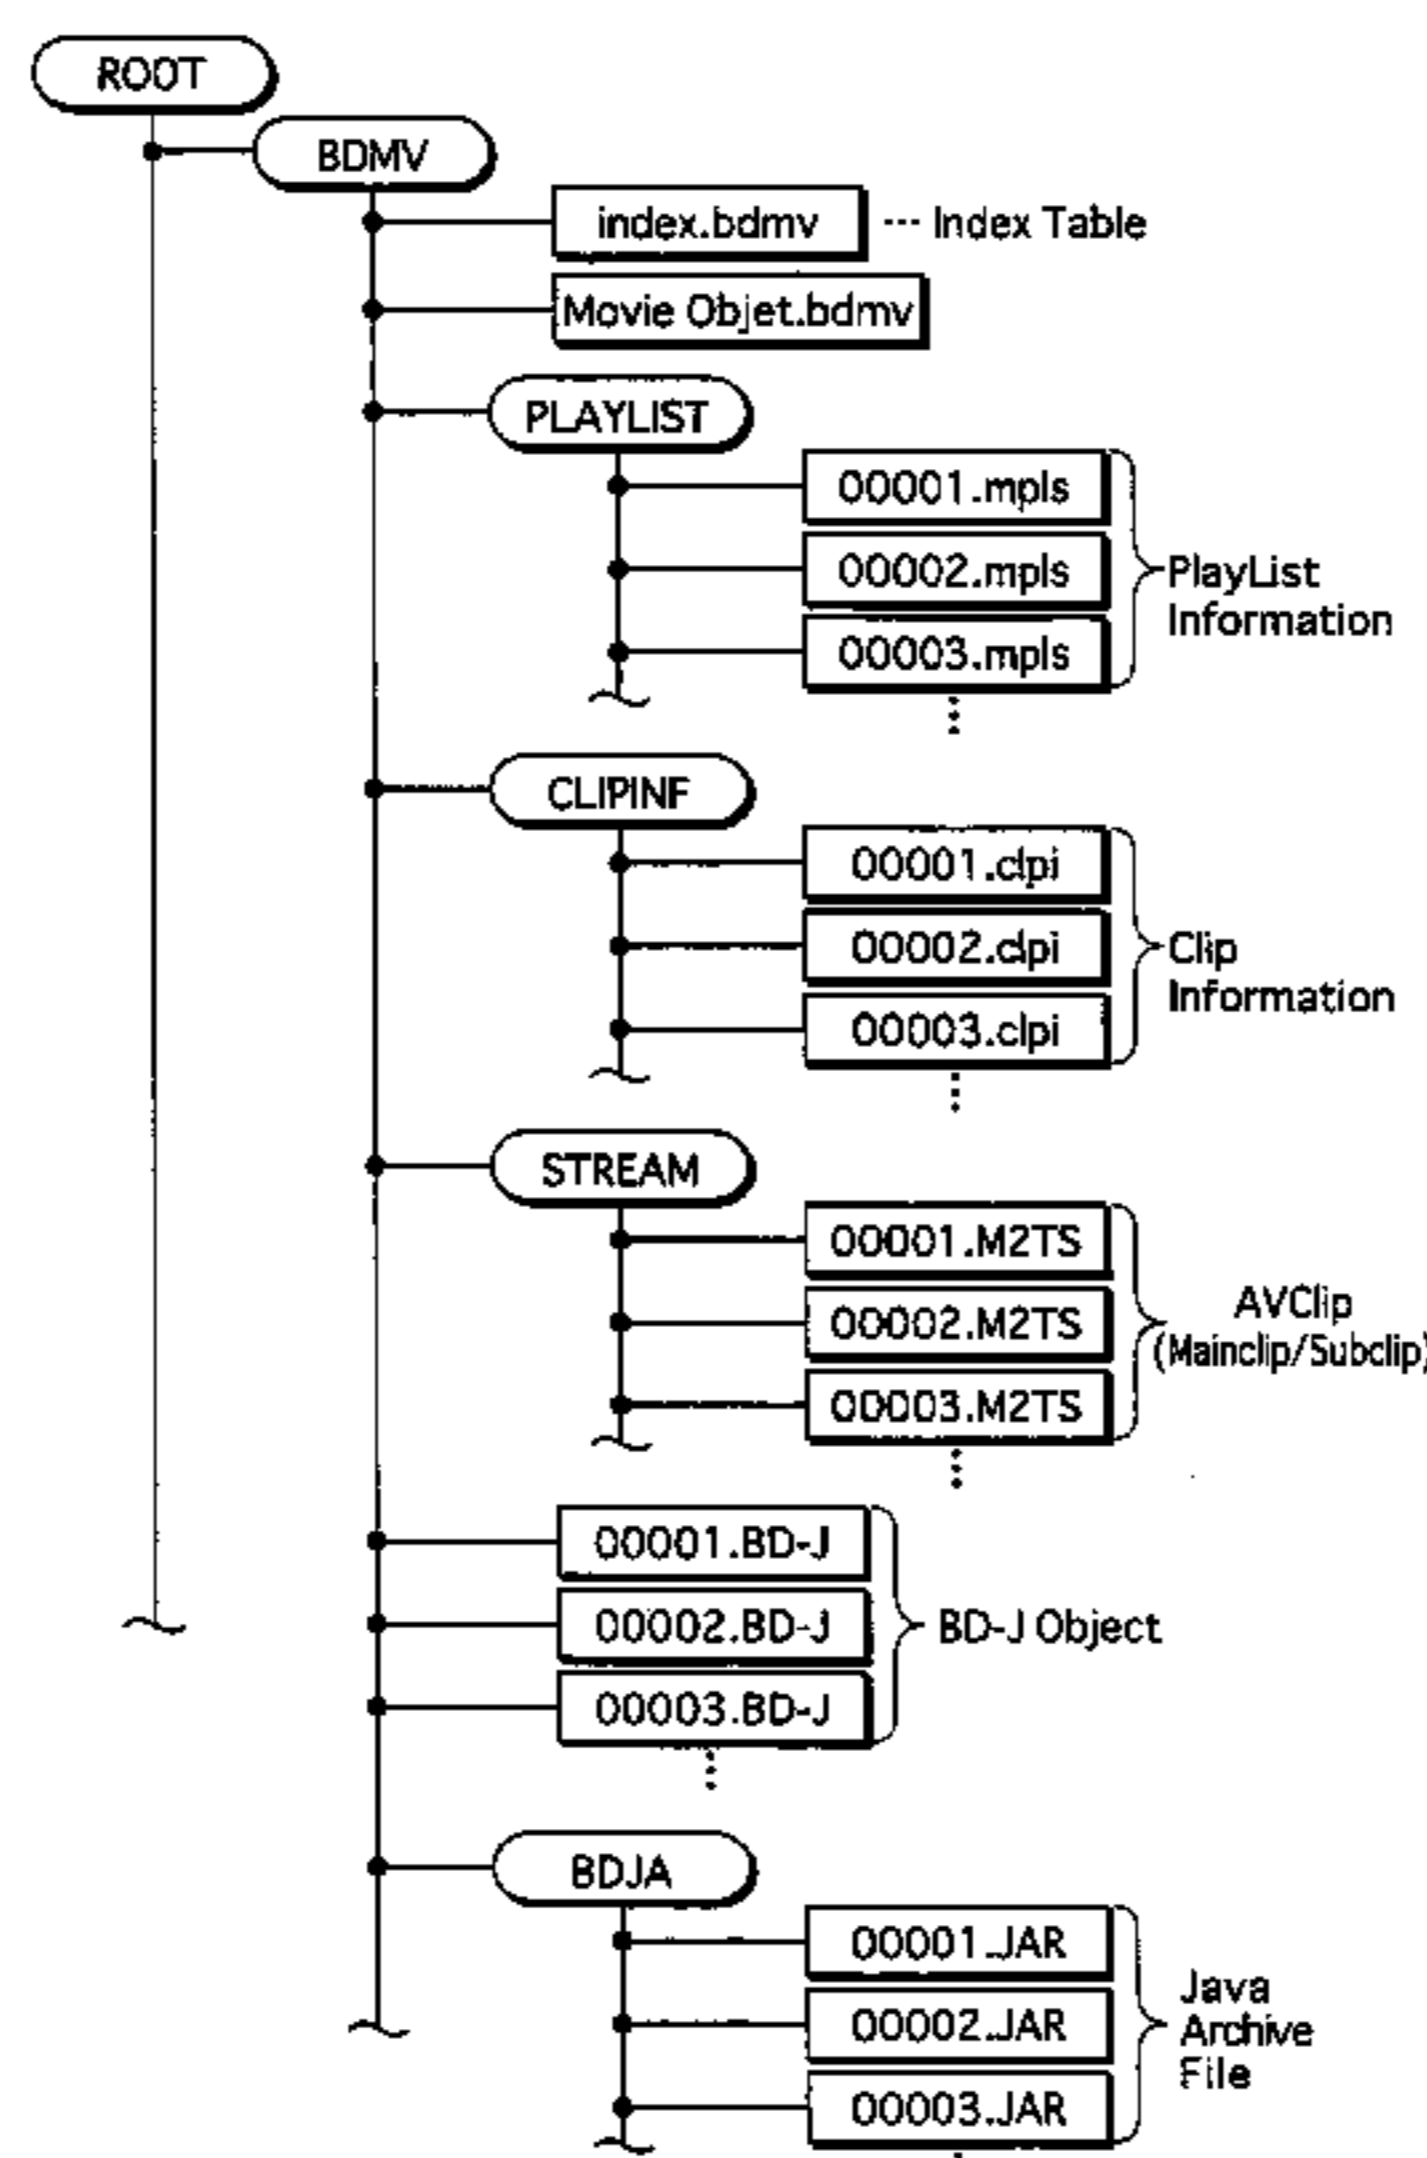 ROOT
BDMV
index.bdmv ··· Index Table
Movie Objet.bdmv
PLAYLIST
00001.mpls
00002.mpls
00003.mpls
PlayList
Information
CLIPINF
00001.clpi
00002.clpi
00003.clpi
Clip
Information
STREAM
00001.M2TS
00002.M2TS
00003.M2TS
AVClip
(Mainclip/Subclip)
00001.BD-J
00002.BD-J
00003.BD-J
BD-J Object
BDJA
00001.JAR
00002.JAR
00003.JAR
Java
Archive
File